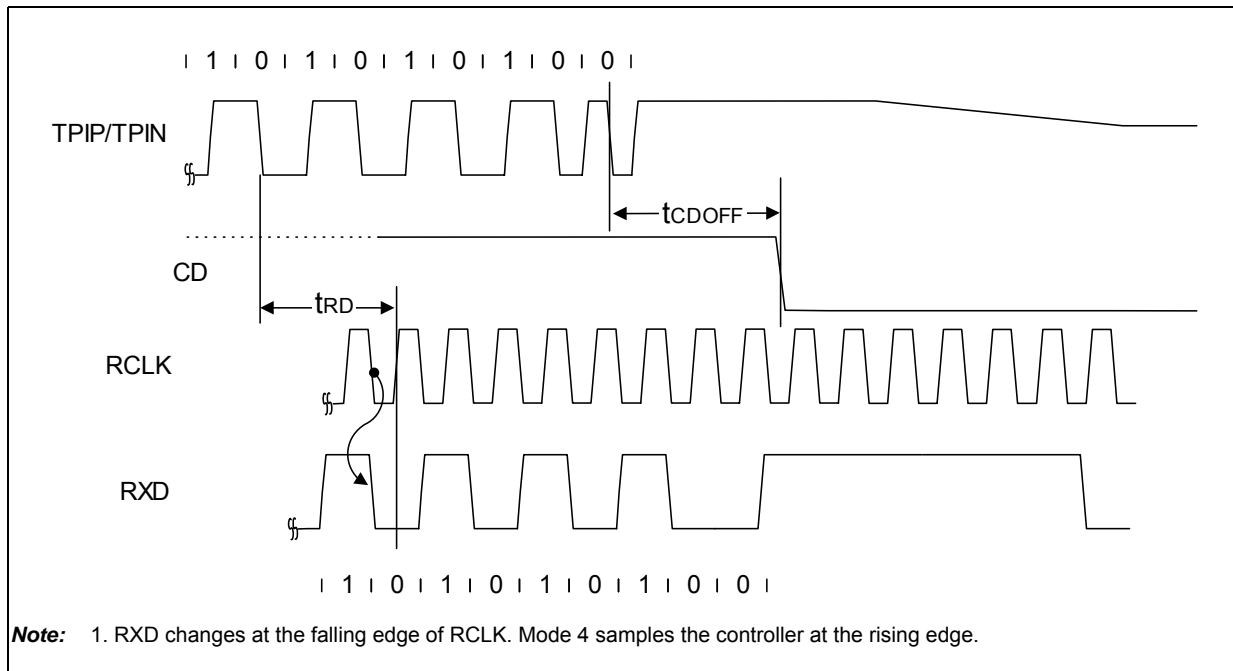 1 0 1 0 1 0 1 0 0
TPIP/TPIN
tCDOFF
CD
tRD
RCLK
RXD
1 0 1 0 1 0 1 0 0
Note: 1. RXD changes at the falling edge of RCLK. Mode 4 samples the controller at the rising edge.